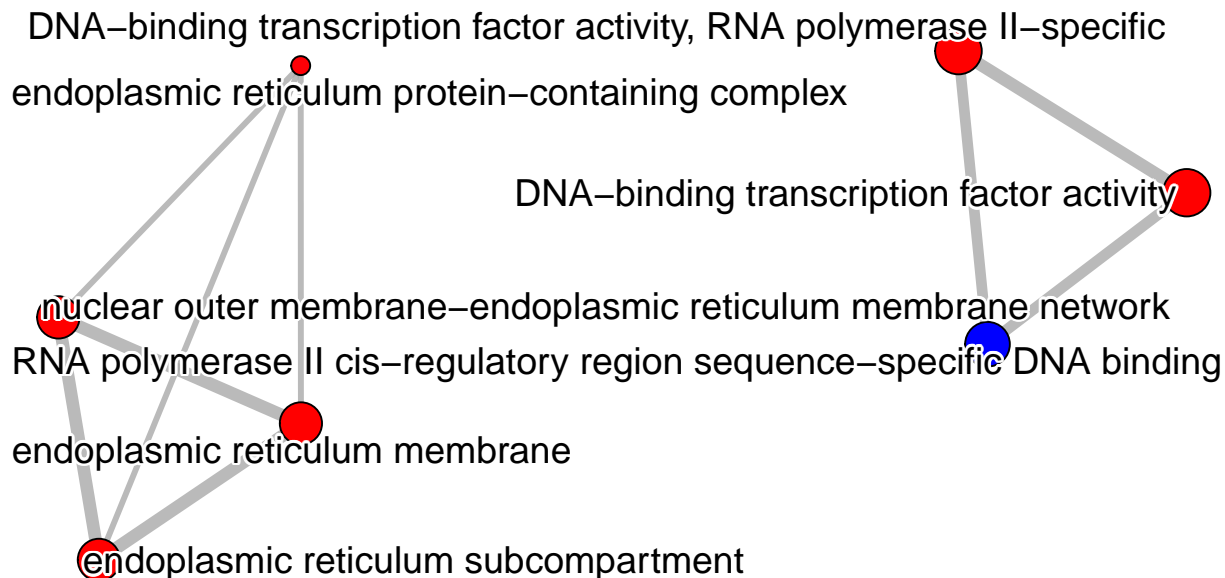 DNA−binding transcription factor activity, RNA polymerase II−specific
endoplasmic reticulum protein−containing complex
DNA−binding transcription factor activity
nuclear outer membrane−endoplasmic reticulum membrane network
RNA polymerase II cis−regulatory region sequence−specific DNA binding
endoplasmic reticulum membrane
endoplasmic reticulum subcompartment